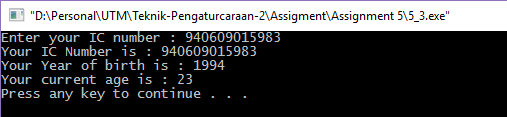 "D:\Personal\UTM\Teknik-Pengaturcaraan-2\Assigment\Assignment 5\5_3.exe"
Enter your IC number : 940609015983
Your IC Number is : 940609015983
Your Year of birth is : 1994
Your current age is : 23
Press any key to continue . . .